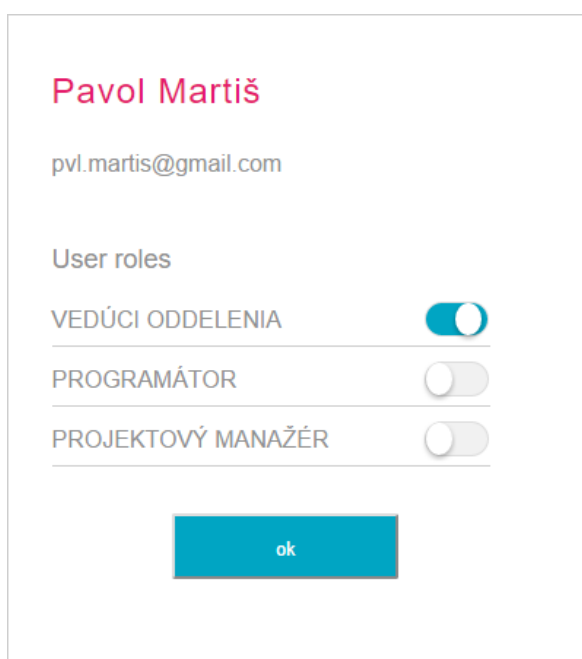 Pavol Martiš
pvl.martis@gmail.com
User roles
VEDÚCI ODDELENIA
PROGRAMÁTOR
PROJEKTOVÝ MANAŽÉR
ok